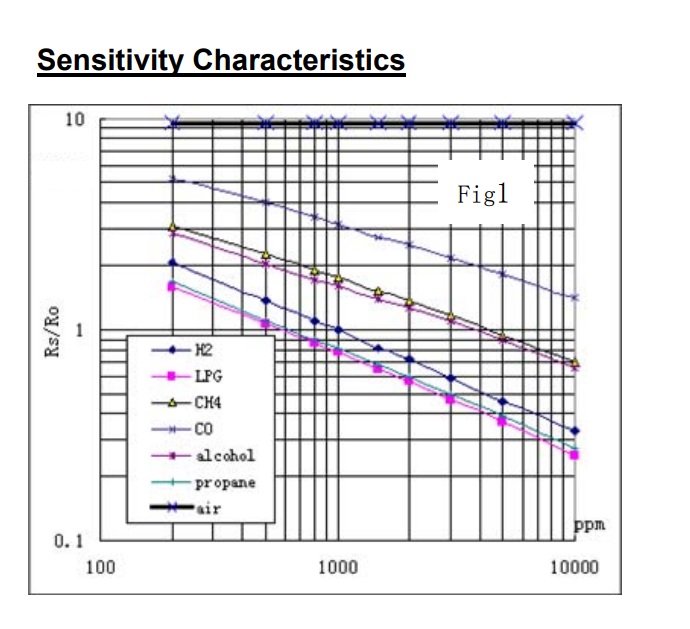 Sensitivity Characteristics
10
Fig1
Rs/Ro
1
H2
LPG
CH4
CO
alcohol
propane
air
ppm
0.1
100 1000 10000